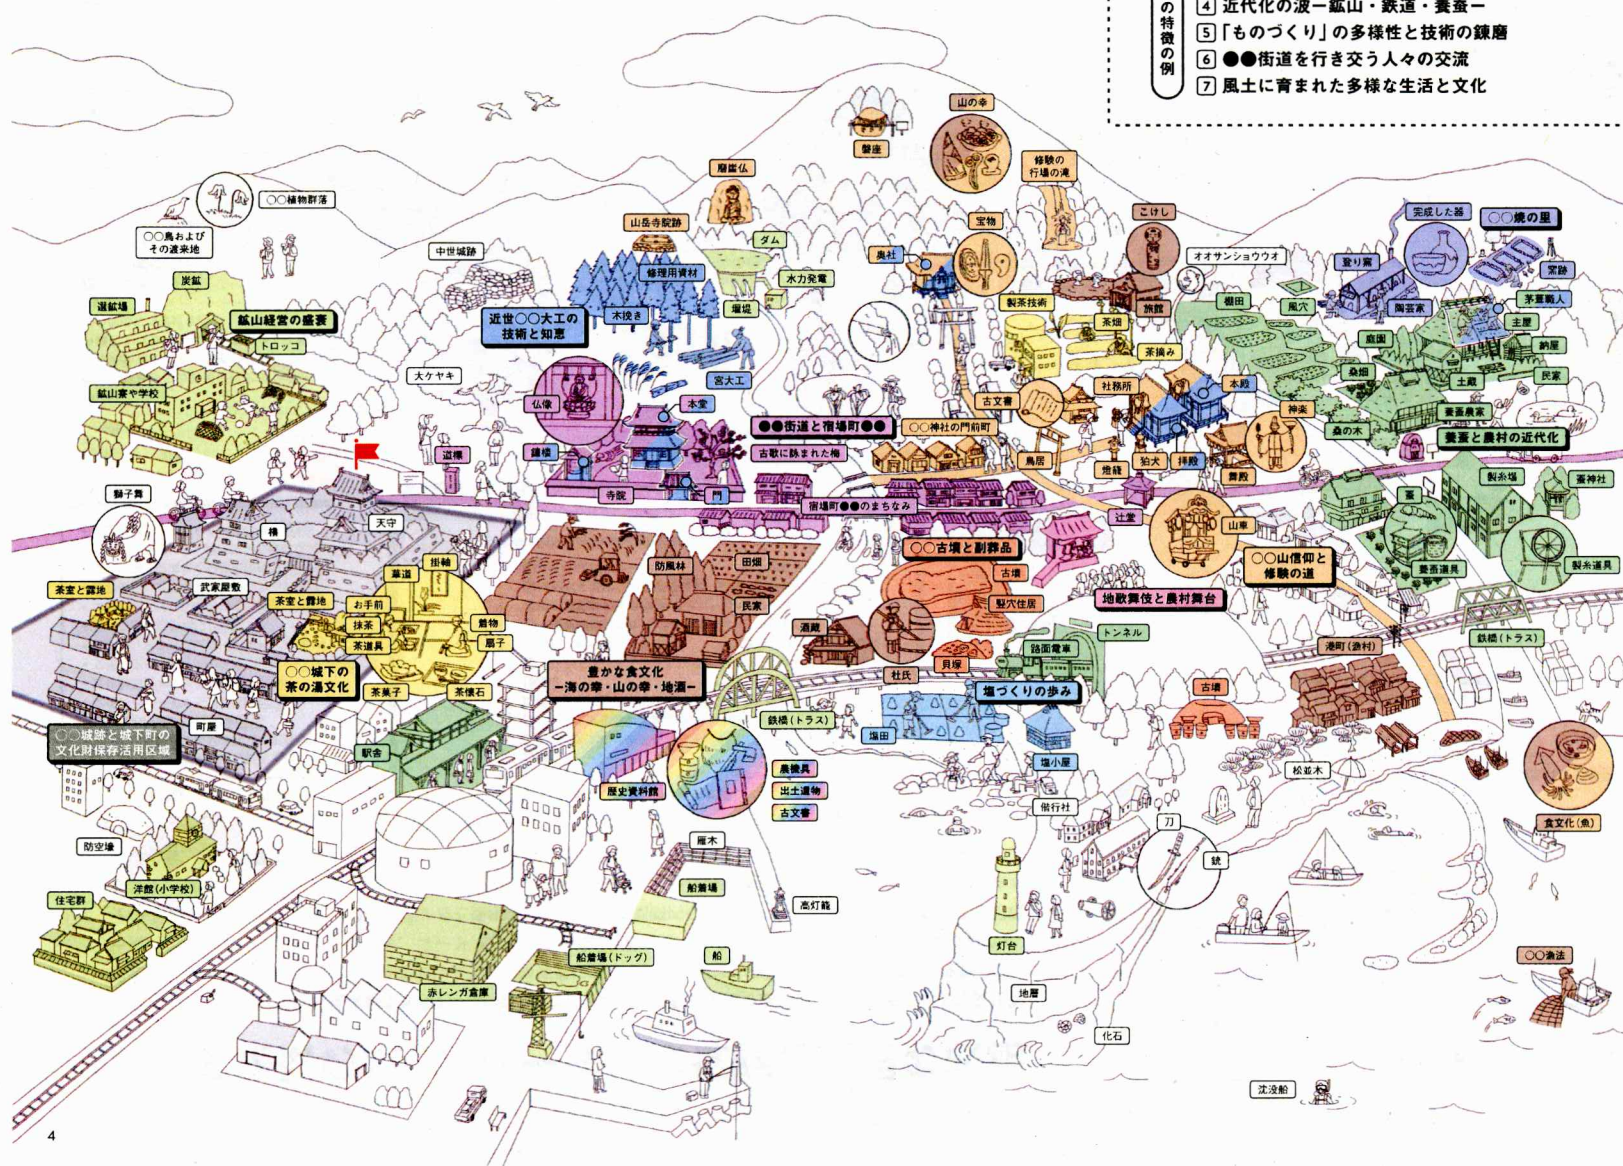 の特徴の例
4 近代化の波ー鉱山・鉄道・養蚕ー
5 「ものづくり」の多様性と技術の錬磨
6 ●●街道を行き交う人々の交流
7 風土に育まれた多様な生活と文化
山の幸
磐座
磨崖仏
修験の
行場の滝
○○植物群落
○○鳥および
その渡来地
山岳寺院跡
宝物
こけし
完成した器
○○焼の里
中世城跡
ダム
奥社
オオサンショウウオ
登り窯
窯跡
炭鉱
修理用資材
水力発電
選鉱場
鉱山経営の盛衰
近世○○大工の
技術と知恵
木挽き
堰堤
製茶技術
旅館
棚田
風穴
陶芸家
茅葺職人
トロッコ
茶畑
主屋
庭園
納屋
茶摘み
大ケヤキ
宮大工
社務所
本殿
桑畑
土蔵
民家
鉱山寮や学校
仏像
本堂
古文書
神楽
養蚕農家
●●街道と宿場町●●
○○神社の門前町
桑の木
養蚕と農村の近代化
道標
鐘楼
古歌に詠まれた梅
鳥居
燈籠
狛犬
拝殿
舞殿
製糸場
蚕神社
獅子舞
寺院
門
宿場町●●のまちなみ
辻堂
蚕
櫓
天守
山車
○○古墳と副葬品
○○山信仰と
修験の道
養蚕道具
製糸道具
掛軸
華道
防風林
田畑
古墳
茶室と露地
武家屋敷
茶室と露地
お手前
抹茶
茶道具
着物
扇子
民家
竪穴住居
地歌舞伎と農村舞台
酒蔵
トンネル
鉄橋(トラス)
路面電車
港町(漁村)
貝塚
杜氏
○○城下の
茶の湯文化
茶菓子
茶懐石
豊かな食文化
ー海の幸・山の幸・地酒ー
塩づくりの歩み
古墳
町屋
鉄橋(トラス)
塩田
○○城跡と城下町の
文化財保存活用区域
駅舎
塩小屋
松並木
歴史資料館
農機具
出土遺物
古文書
偕行社
刀
食文化(魚)
防空壕
雁木
銃
洋館(小学校)
船着場
住宅群
高灯籠
灯台
船着場(ドッグ)
船
○○漁法
赤レンガ倉庫
地層
化石
沈没船
4